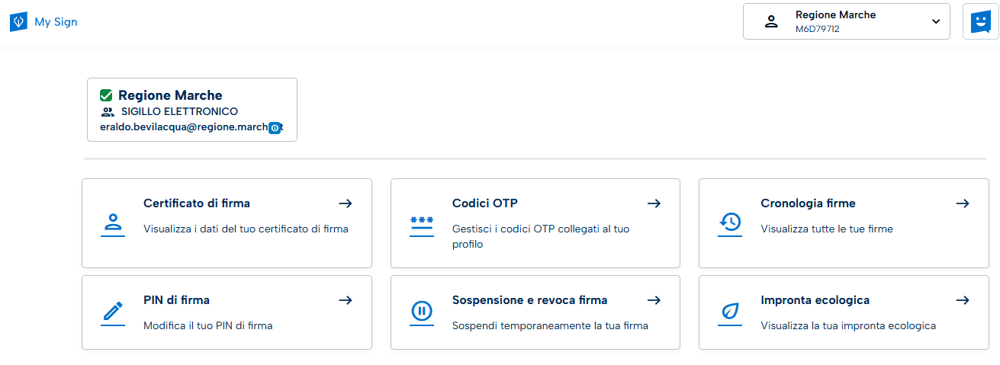 My Sign
Regione Marche
M6D79712
Regione Marche
SIGILLO ELETTRONICO
eraldo.bevilacqua@regione.march t
Certificato di firma
Visualizza i dati del tuo certificato di firma
Codici OTP
Gestisci i codici OTP collegati al tuo
profilo
Cronologia firme
Visualizza tutte le tue firme
PIN di firma
Modifica il tuo PIN di firma
Sospensione e revoca firma
Sospendi temporaneamente la tua firma
Impronta ecologica
Visualizza la tua impronta ecologica